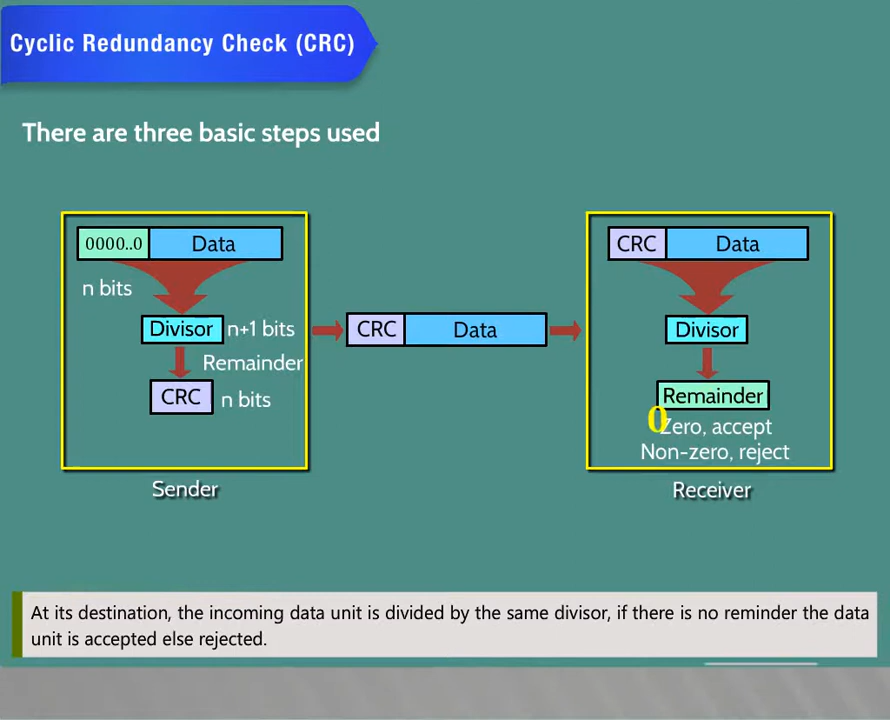 Cyclic Redundancy Check (CRC)
There are three basic steps used
0000..0 Data
n bits
Divisor n+1 bits
Remainder
CRC n bits
Sender
CRC Data
CRC Data
Divisor
Remainder
0
Zero, accept
Non-zero, reject
Receiver
At its destination, the incoming data unit is divided by the same divisor, if there is no reminder the data
unit is accepted else rejected.